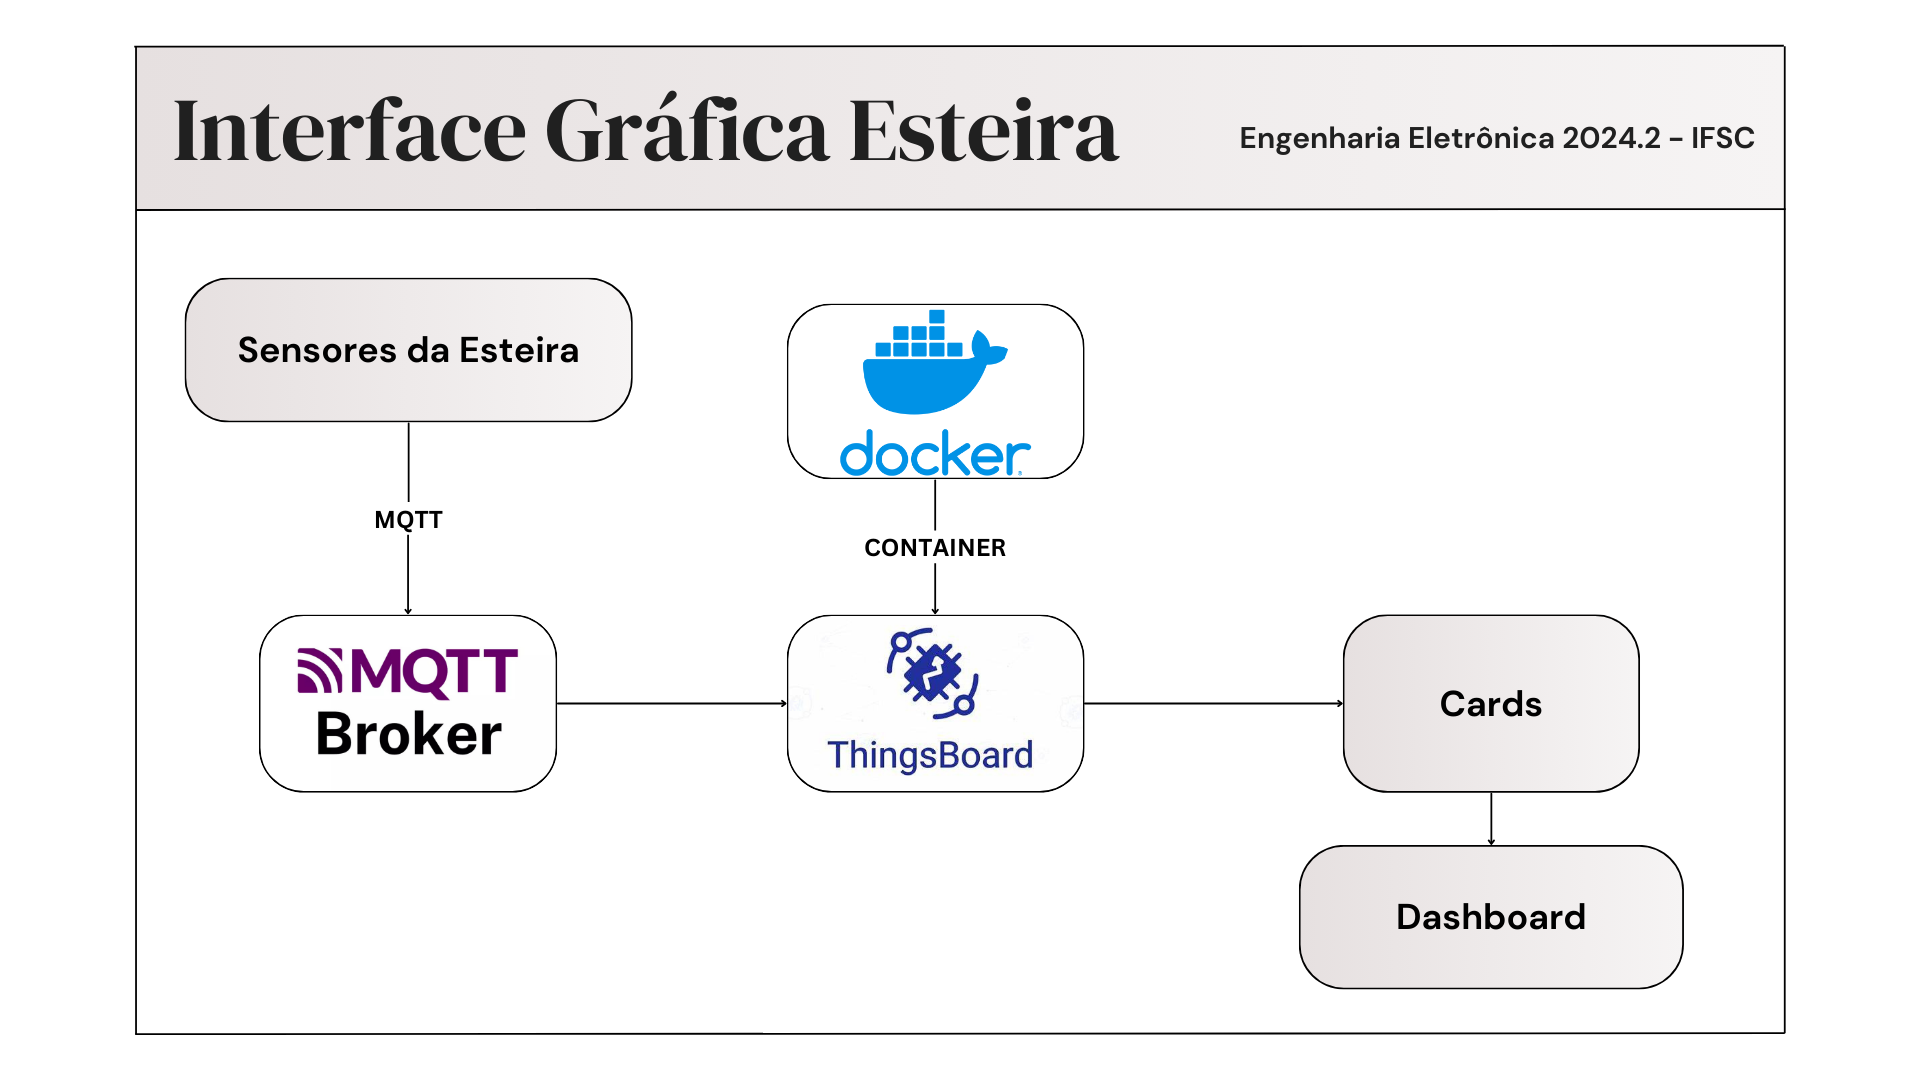 Interface Gráfica Esteira
Engenharia Eletrônica 2024.2 - IFSC
Sensores da Esteira
docker
MQTT
CONTAINER
MQTT
Broker
ThingsBoard
Cards
Dashboard